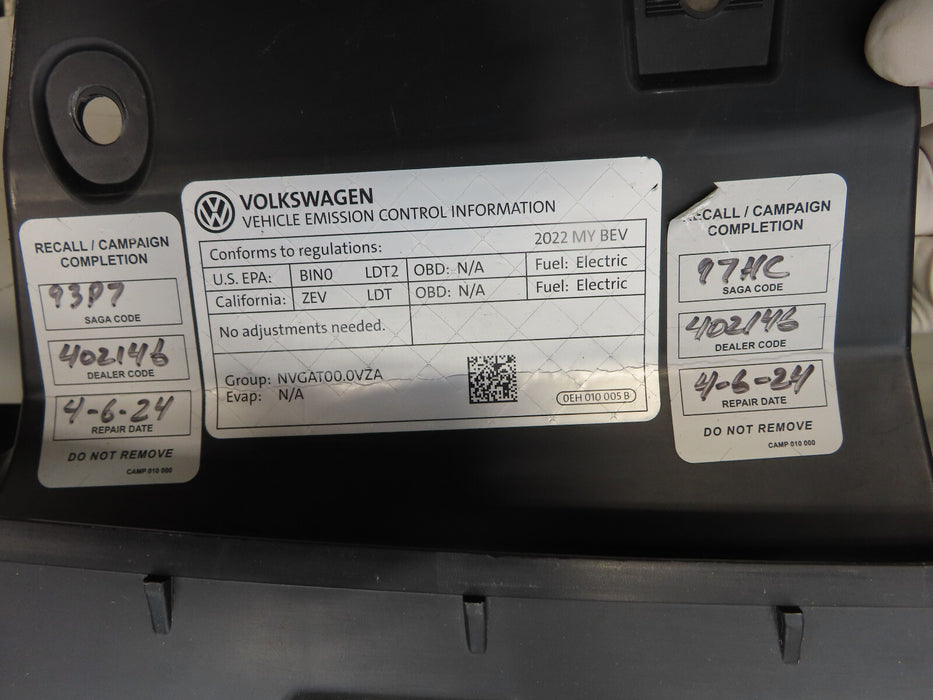 RECALL / CAMPAIGN
COMPLETION
93P7
SAGA CODE
402146
DEALER CODE
4-6-24
REPAIR DATE
DO NOT REMOVE
CAMP 010 000
VOLKSWAGEN
VEHICLE EMISSION CONTROL INFORMATION
Conforms to regulations: 2022 MY BEV
U.S. EPA: BIN0 LDT2 OBD: N/A Fuel: Electric
California: ZEV LDT OBD: N/A Fuel: Electric
No adjustments needed.
Group: NVGAT00.0VZA
Evap: N/A
0EH 010 005 B
RECALL / CAMPAIGN
COMPLETION
97HC
SAGA CODE
402146
DEALER CODE
4-6-24
REPAIR DATE
DO NOT REMOVE
CAMP 010 000